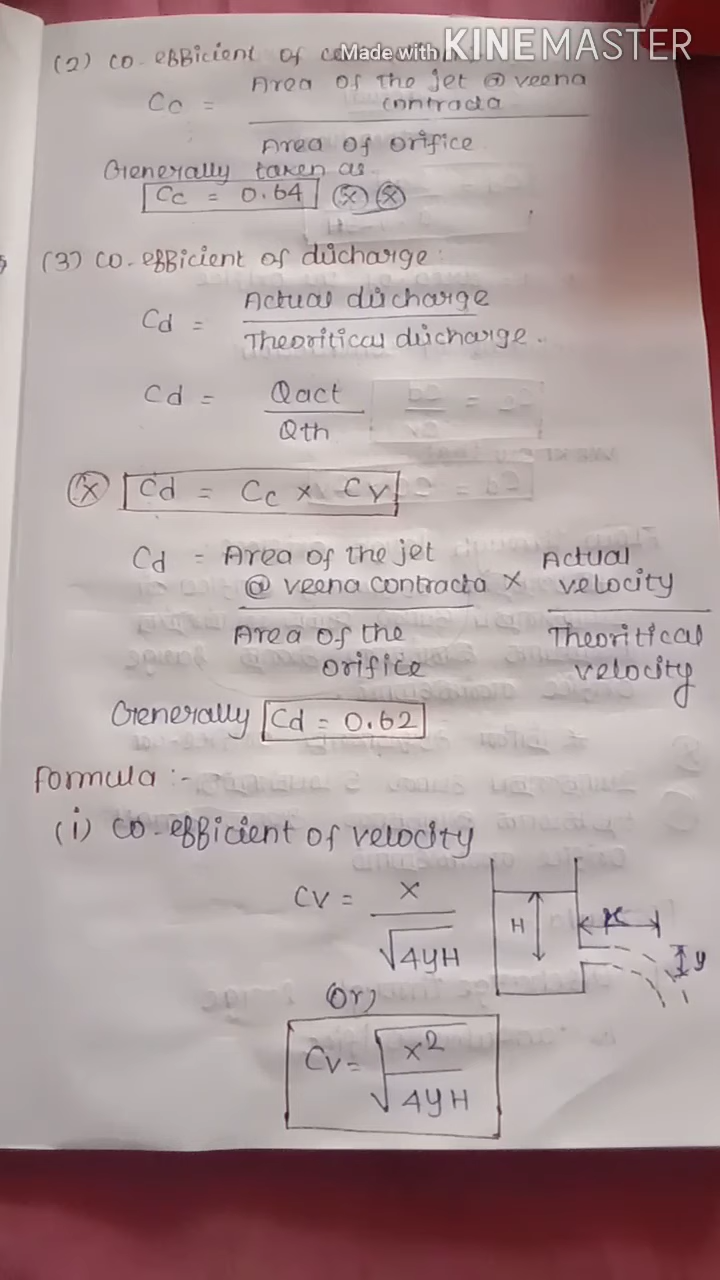 Made with KINEMASTER
(2) co-efficient of
Cc = Area of the jet @ veena
contracta
Area of orifice
Generally taken as
Cc = 0.64 (x) (x)
(3) co-efficient of discharge:
Cd = Actual discharge
Theoritical discharge.
Cd = Qact
Qth
(x) Cd = Cc × Cv
Cd = Area of the jet
@ veena contracta × Actual velocity
Area of the
orifice
Theoritical
velocity
Generally Cd = 0.62
Formula :-
(i) co-efficient of velocity
Cv = x
√4yH
H x y
(or)
Cv = √x²
4yH